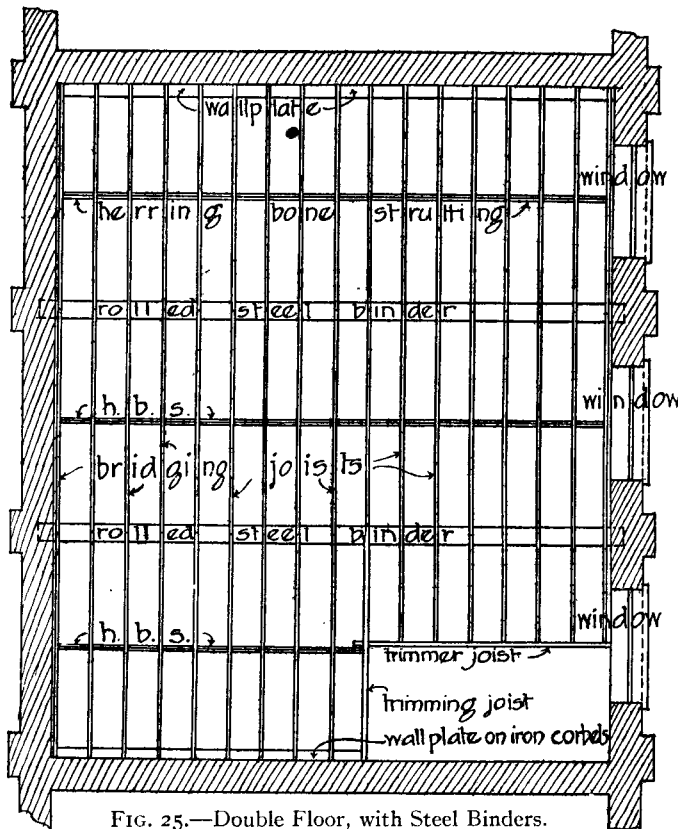 wallplate
window
herring bone strutting
rolled steel binder
h. b. s.
window
bridging joists
rolled steel binder
window
h. b. s.
trimmer joist
trimming joist
wall plate on iron corbels
FIG. 25.—Double Floor, with Steel Binders.